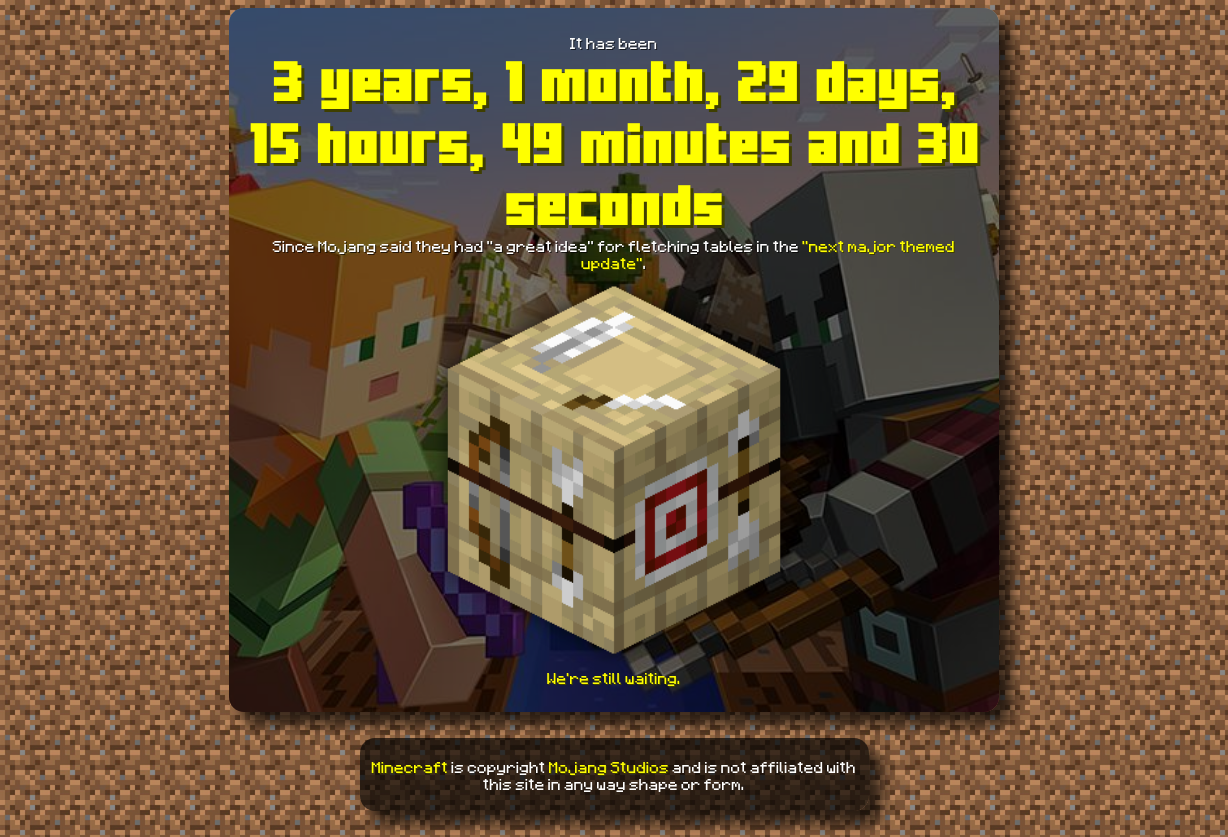 It has been
3 years, 1 month, 29 days,
15 hours, 49 minutes and 30
seconds
Since Mojang said they had "a great idea" for fletching tables in the "next major themed
update".
We're still waiting.
Minecraft is copyright Mojang Studios and is not affiliated with
this site in any way shape or form.